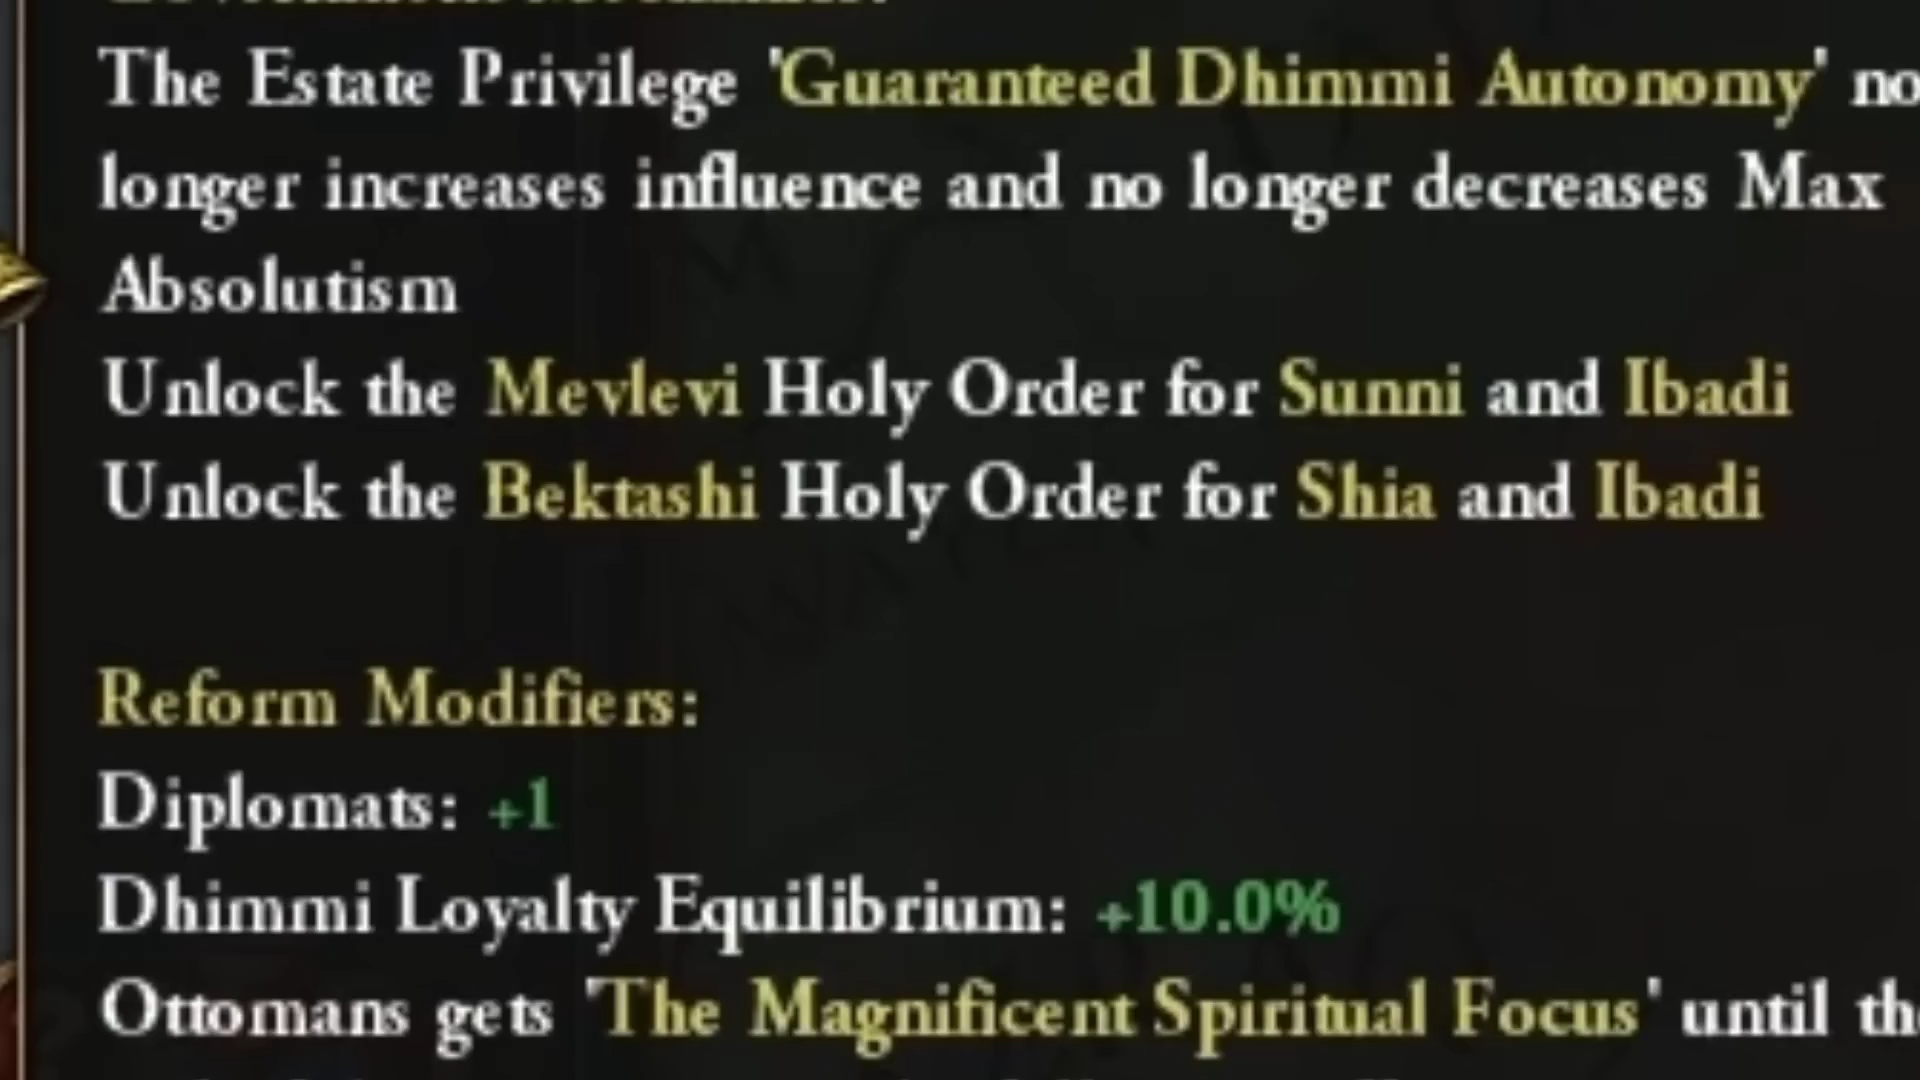 The Estate Privilege 'Guaranteed Dhimmi Autonomy' no
longer increases influence and no longer decreases Max
Absolutism
Unlock the Mevlevi Holy Order for Sunni and Ibadi
Unlock the Bektashi Holy Order for Shia and Ibadi
Reform Modifiers:
Diplomats: +1
Dhimmi Loyalty Equilibrium: +10.0%
Ottomans gets 'The Magnificent Spiritual Focus' until the